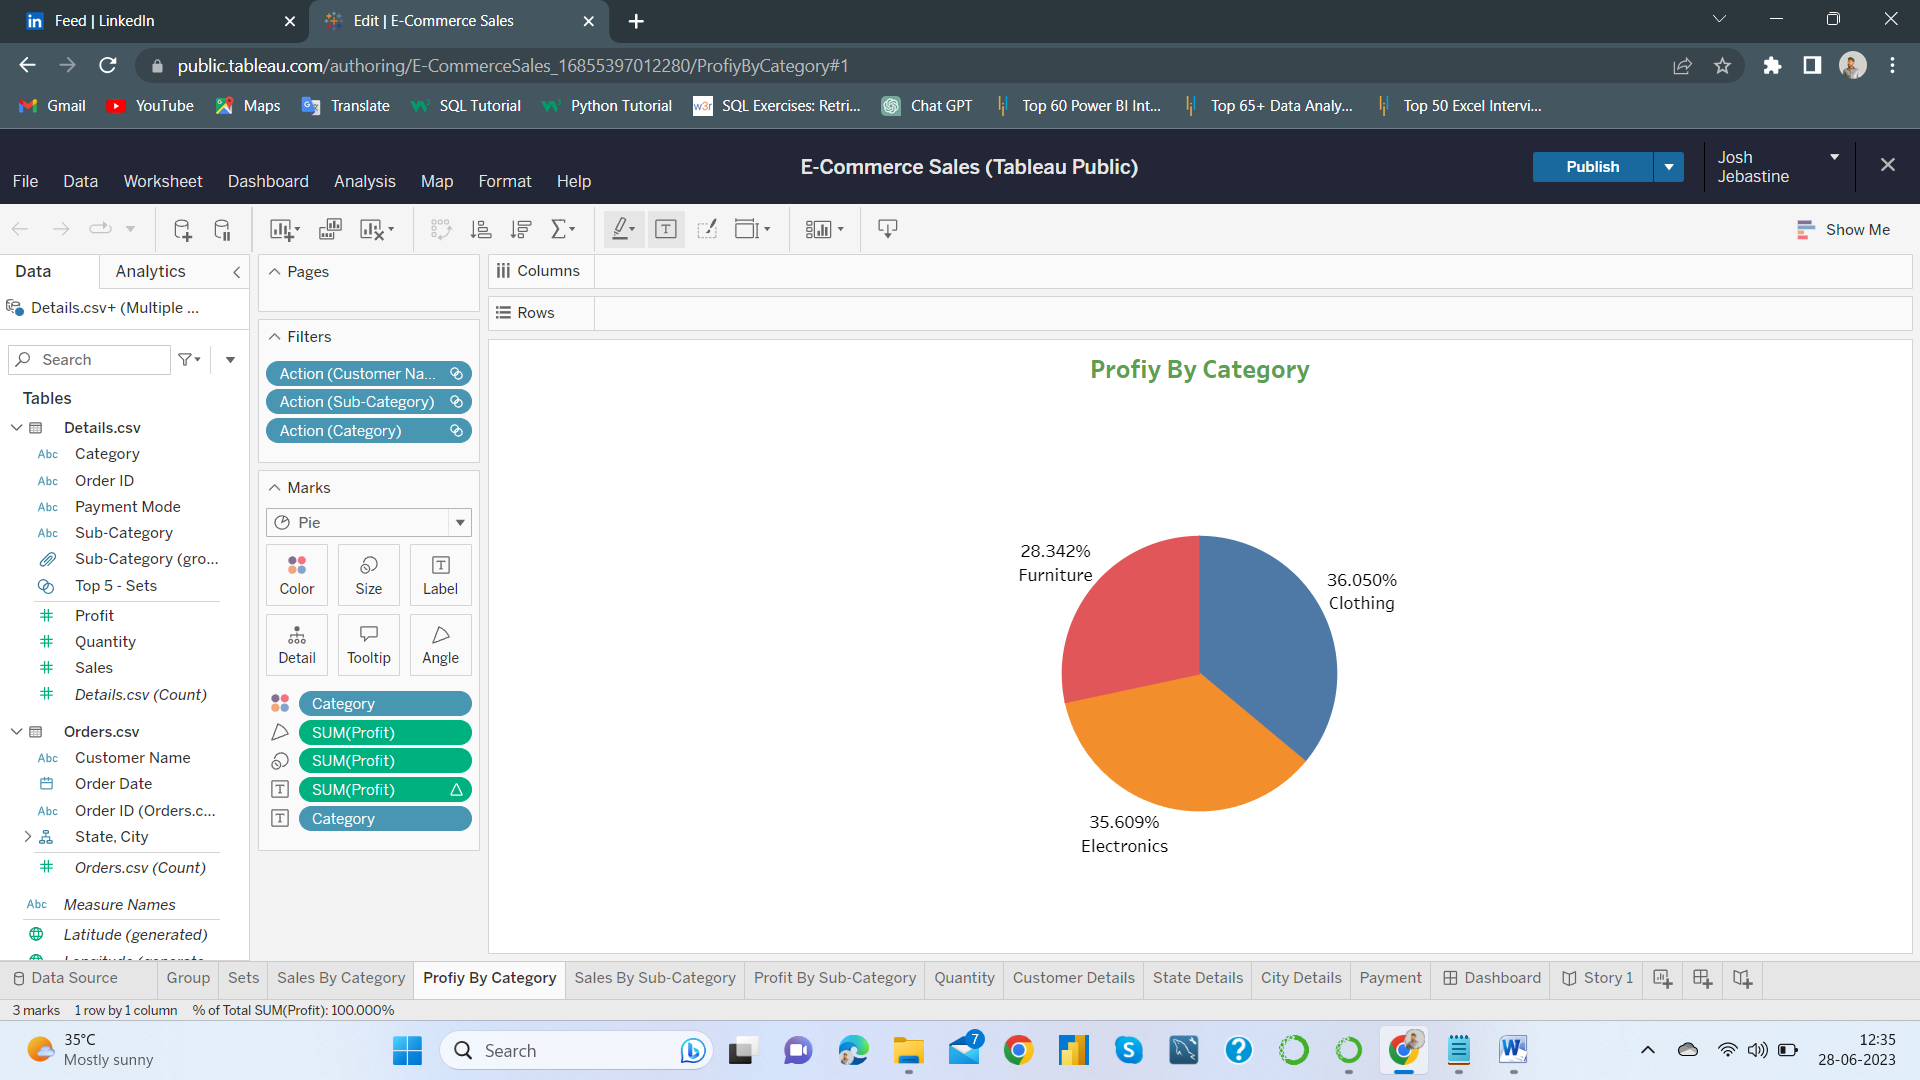 Feed | LinkedIn
Edit | E-Commerce Sales
public.tableau.com/authoring/E-CommerceSales_16855397012280/ProfiyByCategory#1
Gmail YouTube Maps Translate SQL Tutorial Python Tutorial SQL Exercises: Retri... Chat GPT Top 60 Power BI Int... Top 65+ Data Analy... Top 50 Excel Intervi...
E-Commerce Sales (Tableau Public)
Publish
Josh
Jebastine
File Data Worksheet Dashboard Analysis Map Format Help
Show Me
Data Analytics
Details.csv+ (Multiple ...
Search
Tables
Details.csv
Abc Category
Abc Order ID
Abc Payment Mode
Abc Sub-Category
Sub-Category (gro...
Top 5 - Sets
Profit
Quantity
Sales
Details.csv (Count)
Orders.csv
Abc Customer Name
Order Date
Abc Order ID (Orders.c...
State, City
Orders.csv (Count)
Abc Measure Names
Latitude (generated)
Pages
Filters
Action (Customer Na...
Action (Sub-Category)
Action (Category)
Marks
Pie
Color Size Label
Detail Tooltip Angle
Category
SUM(Profit)
SUM(Profit)
SUM(Profit)
Category
Columns
Rows
Profiy By Category
28.342%
Furniture
36.050%
Clothing
35.609%
Electronics
Data Source Group Sets Sales By Category Profiy By Category Sales By Sub-Category Profit By Sub-Category Quantity Customer Details State Details City Details Payment Dashboard Story 1
3 marks 1 row by 1 column % of Total SUM(Profit): 100.000%
35°C
Mostly sunny
Search
7
12:35
28-06-2023